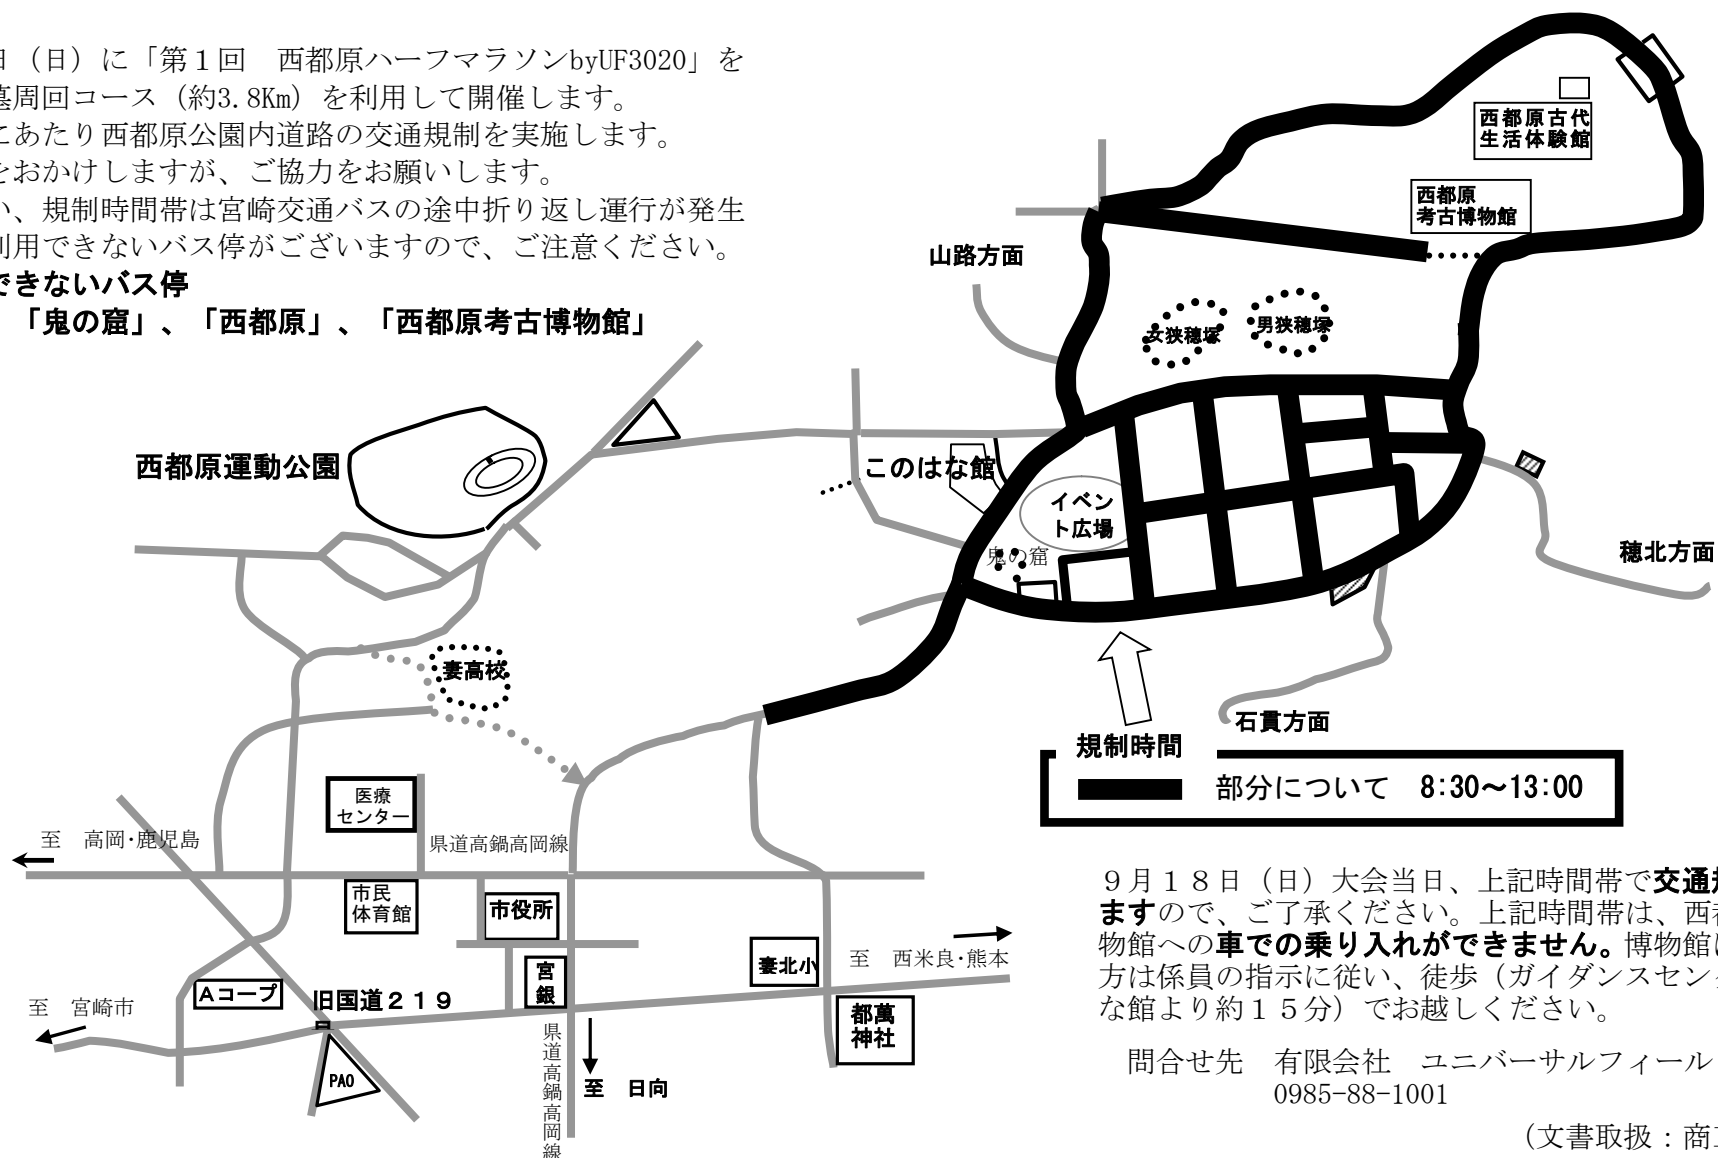 日（日）に「第１回　西都原ハーフマラソンbyUF3020」を
墓周回コース（約3.8Km）を利用して開催します。
にあたり西都原公園内道路の交通規制を実施します。
をおかけしますが、ご協力をお願いします。
い、規制時間帯は宮崎交通バスの途中折り返し運行が発生
利用できないバス停がございますので、ご注意ください。
できないバス停
「鬼の窟」、「西都原」、「西都原考古博物館」
西都原古代
生活体験館
西都原
考古博物館
山路方面
女狭穂塚
男狭穂塚
西都原運動公園
このはな館
イベン
ト広場
鬼の窟
穂北方面
妻高校
石貫方面
規制時間
部分について　8:30～13:00
医療
センター
至　高岡・鹿児島
県道高鍋高岡線
市民
体育館
市役所
妻北小
至　西米良・熊本
宮
銀
Aコープ
旧国道２１９
至　宮崎市
都萬
神社
PAO
県道高鍋高岡線
至　日向
９月１８日（日）大会当日、上記時間帯で交通規
ますので、ご了承ください。上記時間帯は、西都
物館への車での乗り入れができません。博物館に
方は係員の指示に従い、徒歩（ガイダンスセンタ
な館より約１５分）でお越しください。
問合せ先　有限会社　ユニバーサルフィール
0985-88-1001
（文書取扱：商工